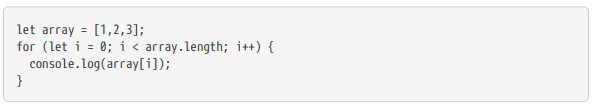 let array = [1,2,3];
for (let i = 0; i < array.length; i++) {
  console.log(array[i]);
}